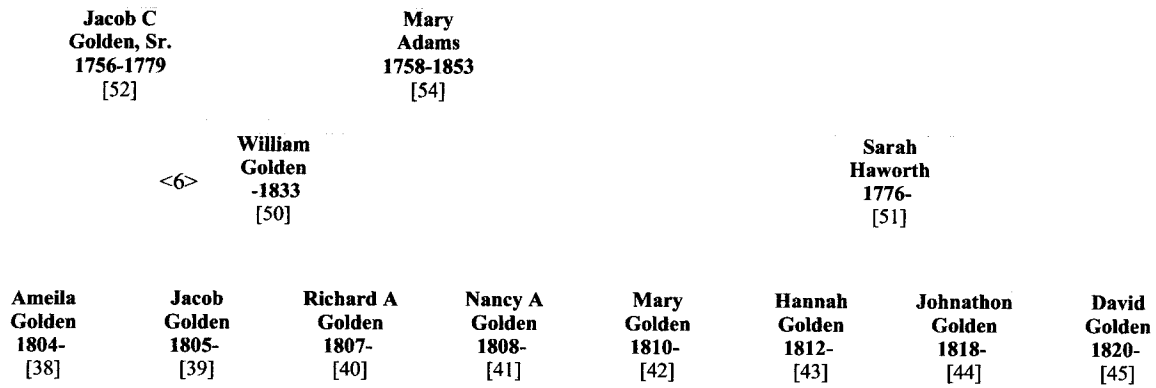 Jacob C
Golden, Sr.
1756-1779
[52]
Mary
Adams
1758-1853
[54]
<6>
William
Golden
-1833
[50]
Sarah
Haworth
1776-
[51]
Ameila
Golden
1804-
[38]
Jacob
Golden
1805-
[39]
Richard A
Golden
1807-
[40]
Nancy A
Golden
1808-
[41]
Mary
Golden
1810-
[42]
Hannah
Golden
1812-
[43]
Johnathon
Golden
1818-
[44]
David
Golden
1820-
[45]